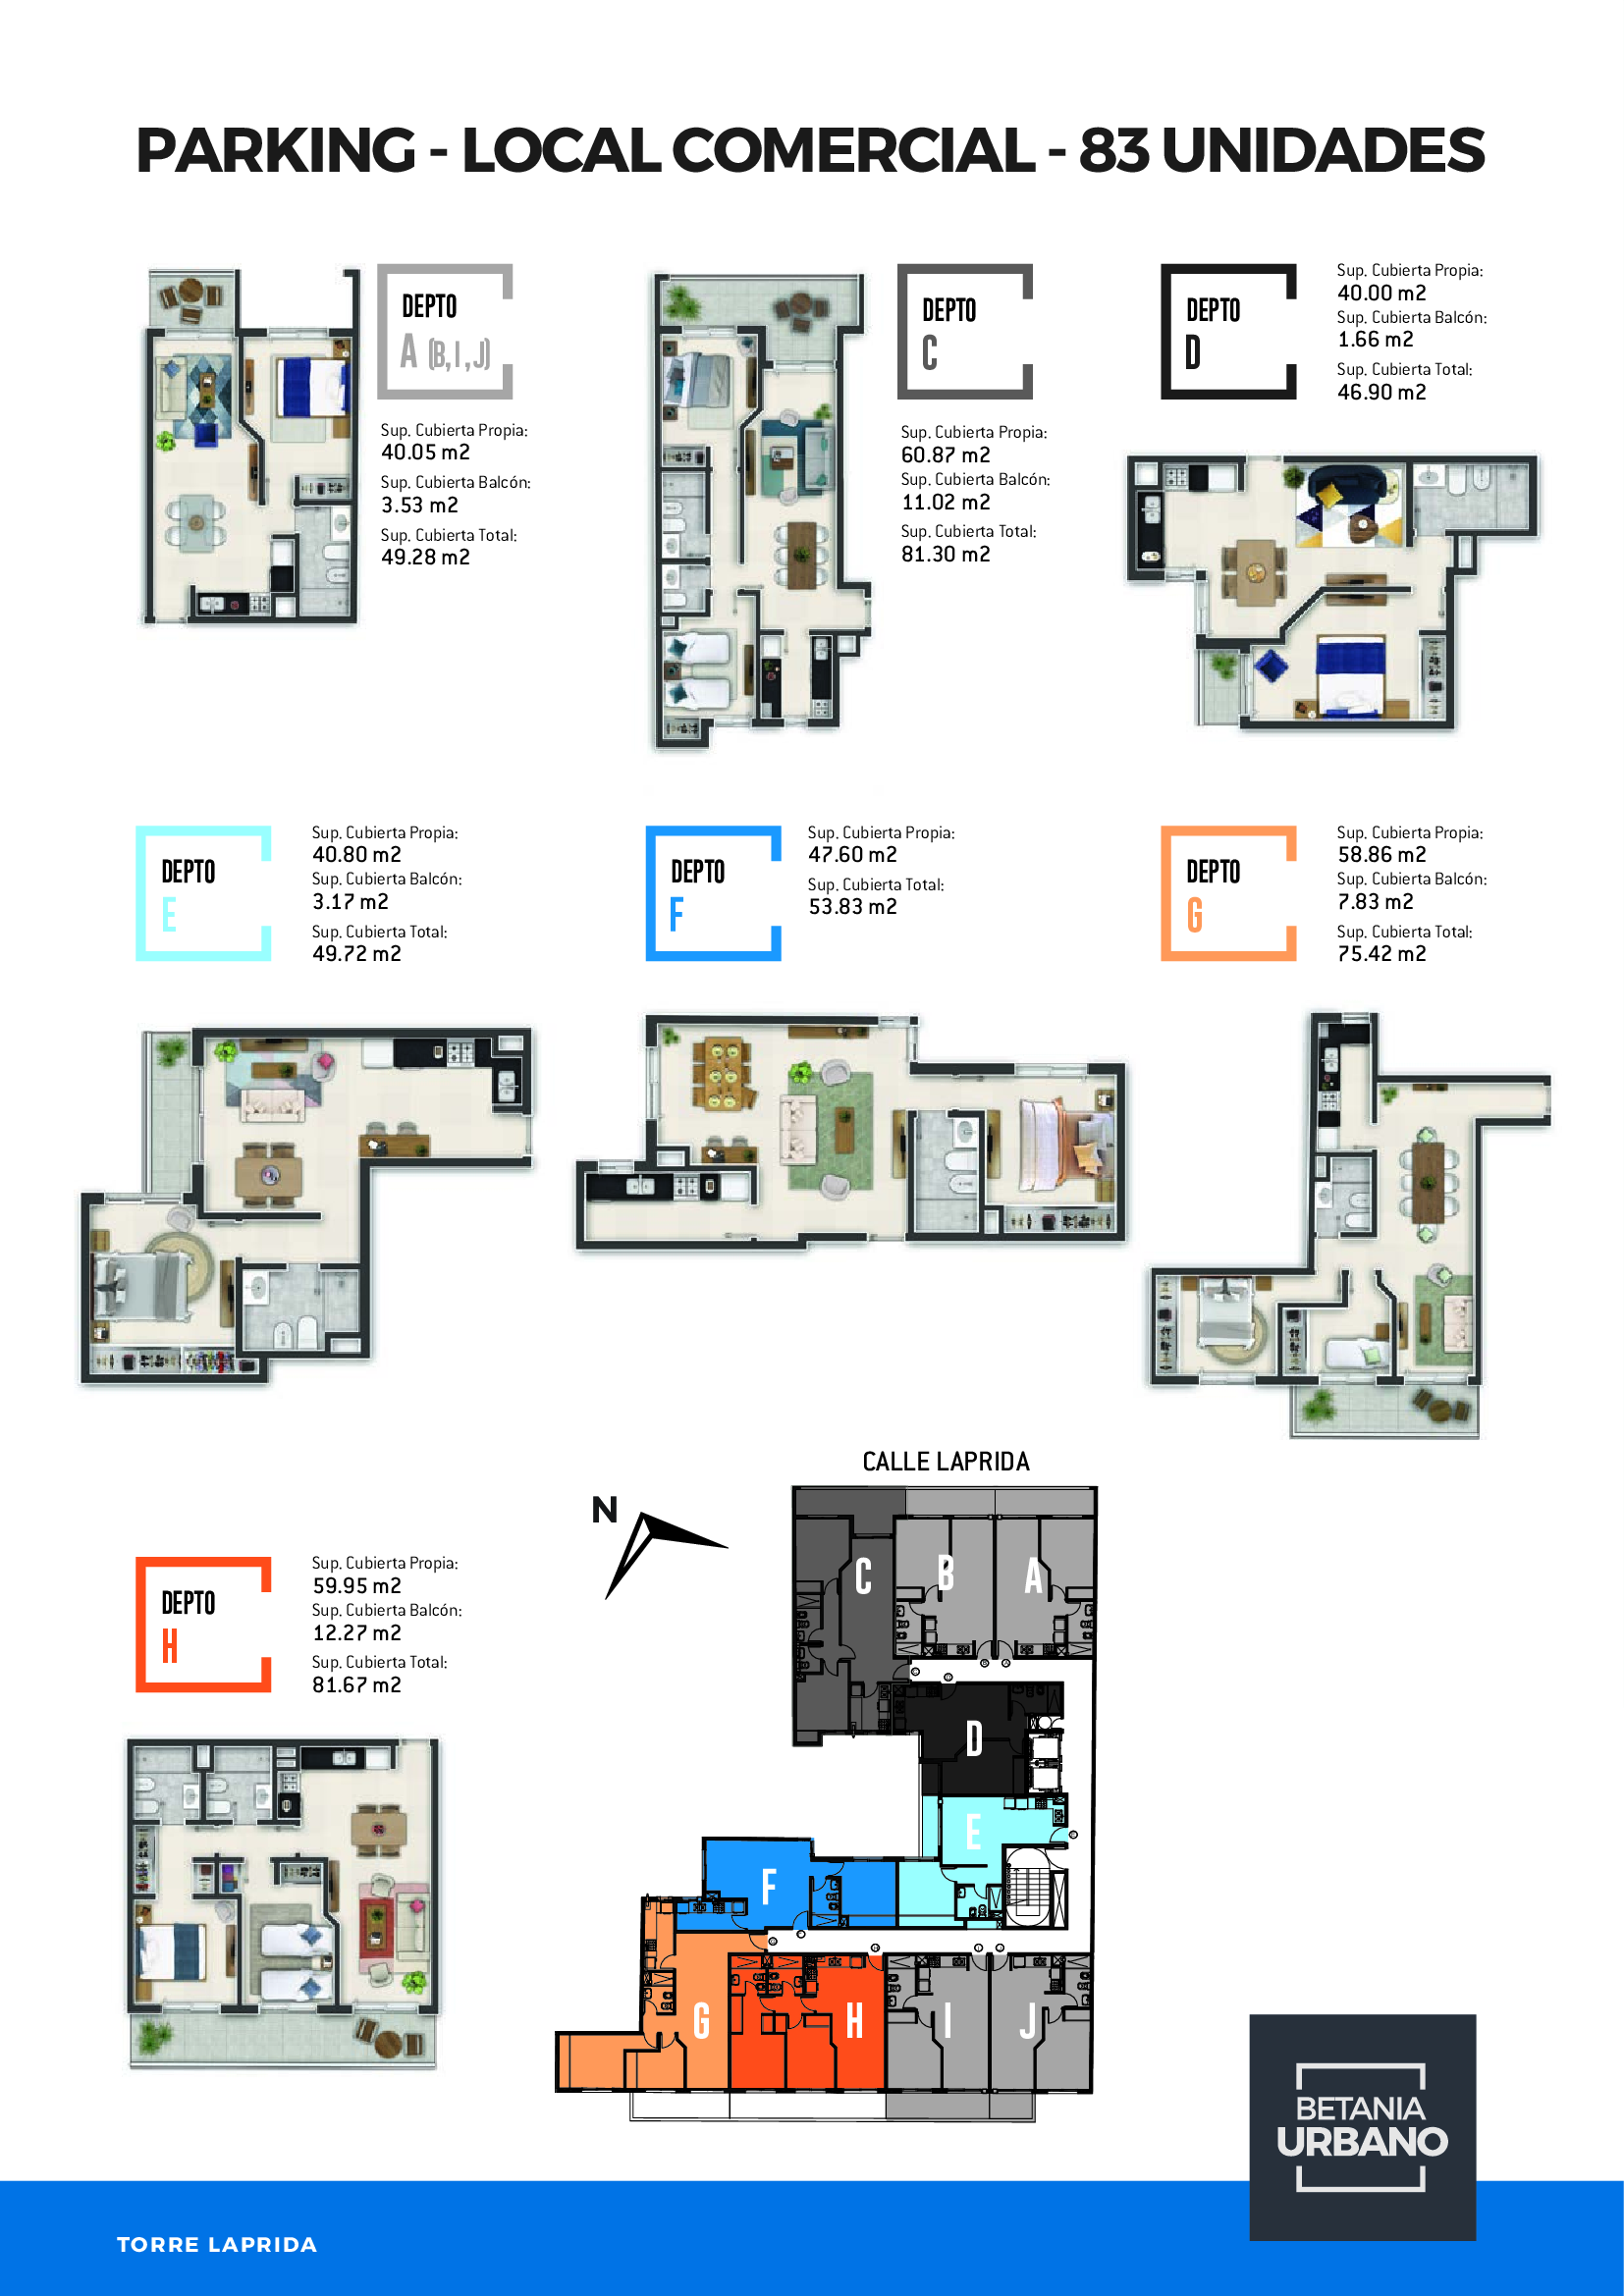 PARKING - LOCAL COMERCIAL - 83 UNIDADES
DEPTO
A (B, I, J)
Sup. Cubierta Propia:
40.05 m2
Sup. Cubierta Balcón:
3.53 m2
Sup. Cubierta Total:
49.28 m2
DEPTO
C
Sup. Cubierta Propia:
60.87 m2
Sup. Cubierta Balcón:
11.02 m2
Sup. Cubierta Total:
81.30 m2
DEPTO
D
Sup. Cubierta Propia:
40.00 m2
Sup. Cubierta Balcón:
1.66 m2
Sup. Cubierta Total:
46.90 m2
DEPTO
E
Sup. Cubierta Propia:
40.80 m2
Sup. Cubierta Balcón:
3.17 m2
Sup. Cubierta Total:
49.72 m2
DEPTO
F
Sup. Cubierta Propia:
47.60 m2
Sup. Cubierta Total:
53.83 m2
DEPTO
G
Sup. Cubierta Propia:
58.86 m2
Sup. Cubierta Balcón:
7.83 m2
Sup. Cubierta Total:
75.42 m2
DEPTO
H
Sup. Cubierta Propia:
59.95 m2
Sup. Cubierta Balcón:
12.27 m2
Sup. Cubierta Total:
81.67 m2
CALLE LAPRIDA
N
C
B
A
D
E
F
G
H
I
J
BETANIA
URBANO
TORRE LAPRIDA